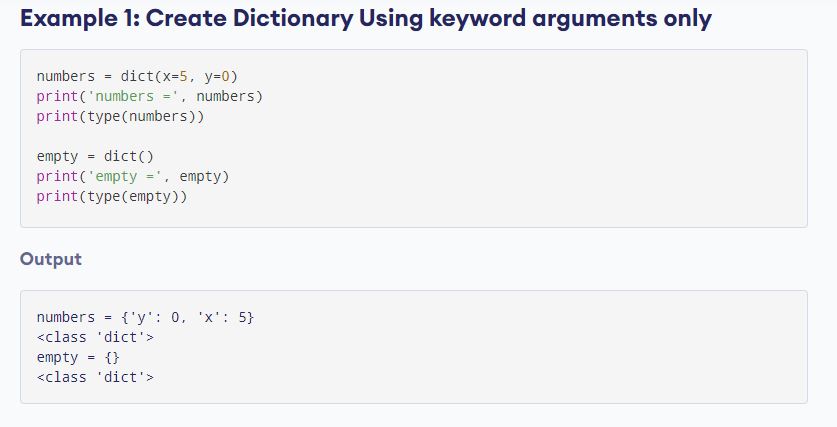 Example 1: Create Dictionary Using keyword arguments only
numbers = dict(x=5, y=0)
print('numbers =', numbers)
print(type(numbers))
empty = dict()
print('empty =', empty)
print(type(empty))
Output
numbers = {'y': 0, 'x': 5}
<class 'dict'>
empty = {}
<class 'dict'>